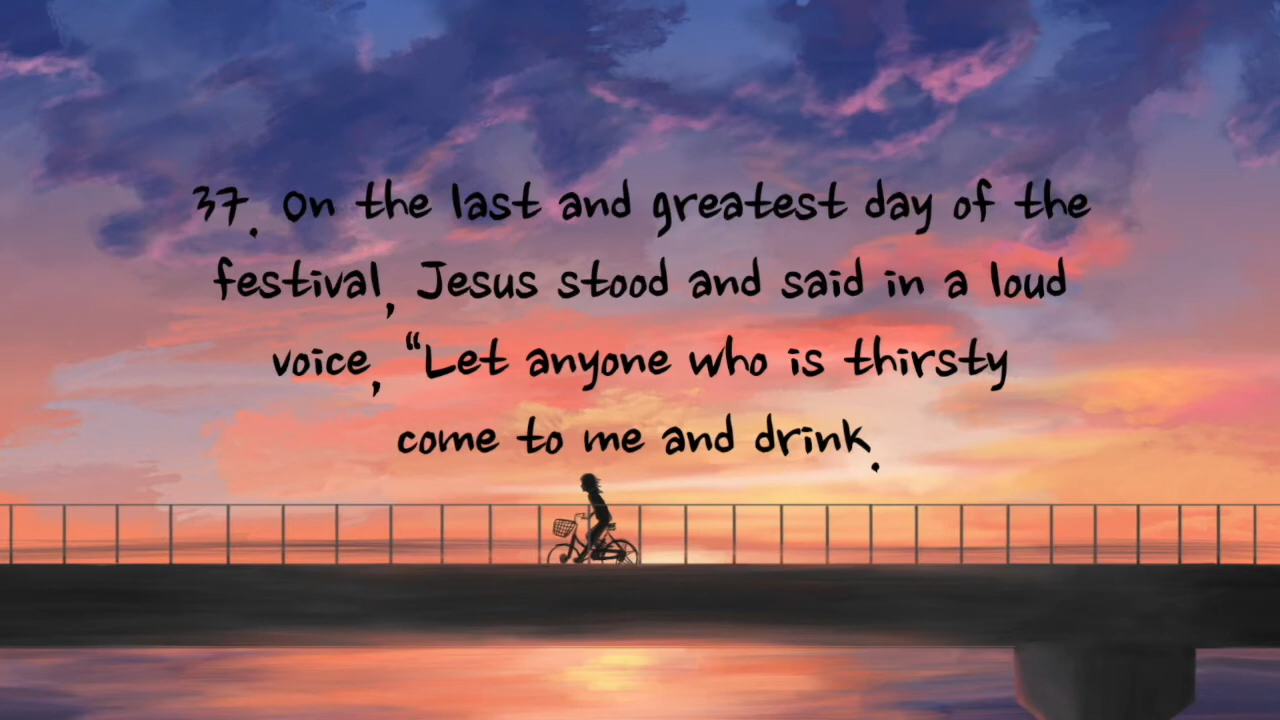 37. On the last and greatest day of the
festival, Jesus stood and said in a loud
voice, “Let anyone who is thirsty
come to me and drink.